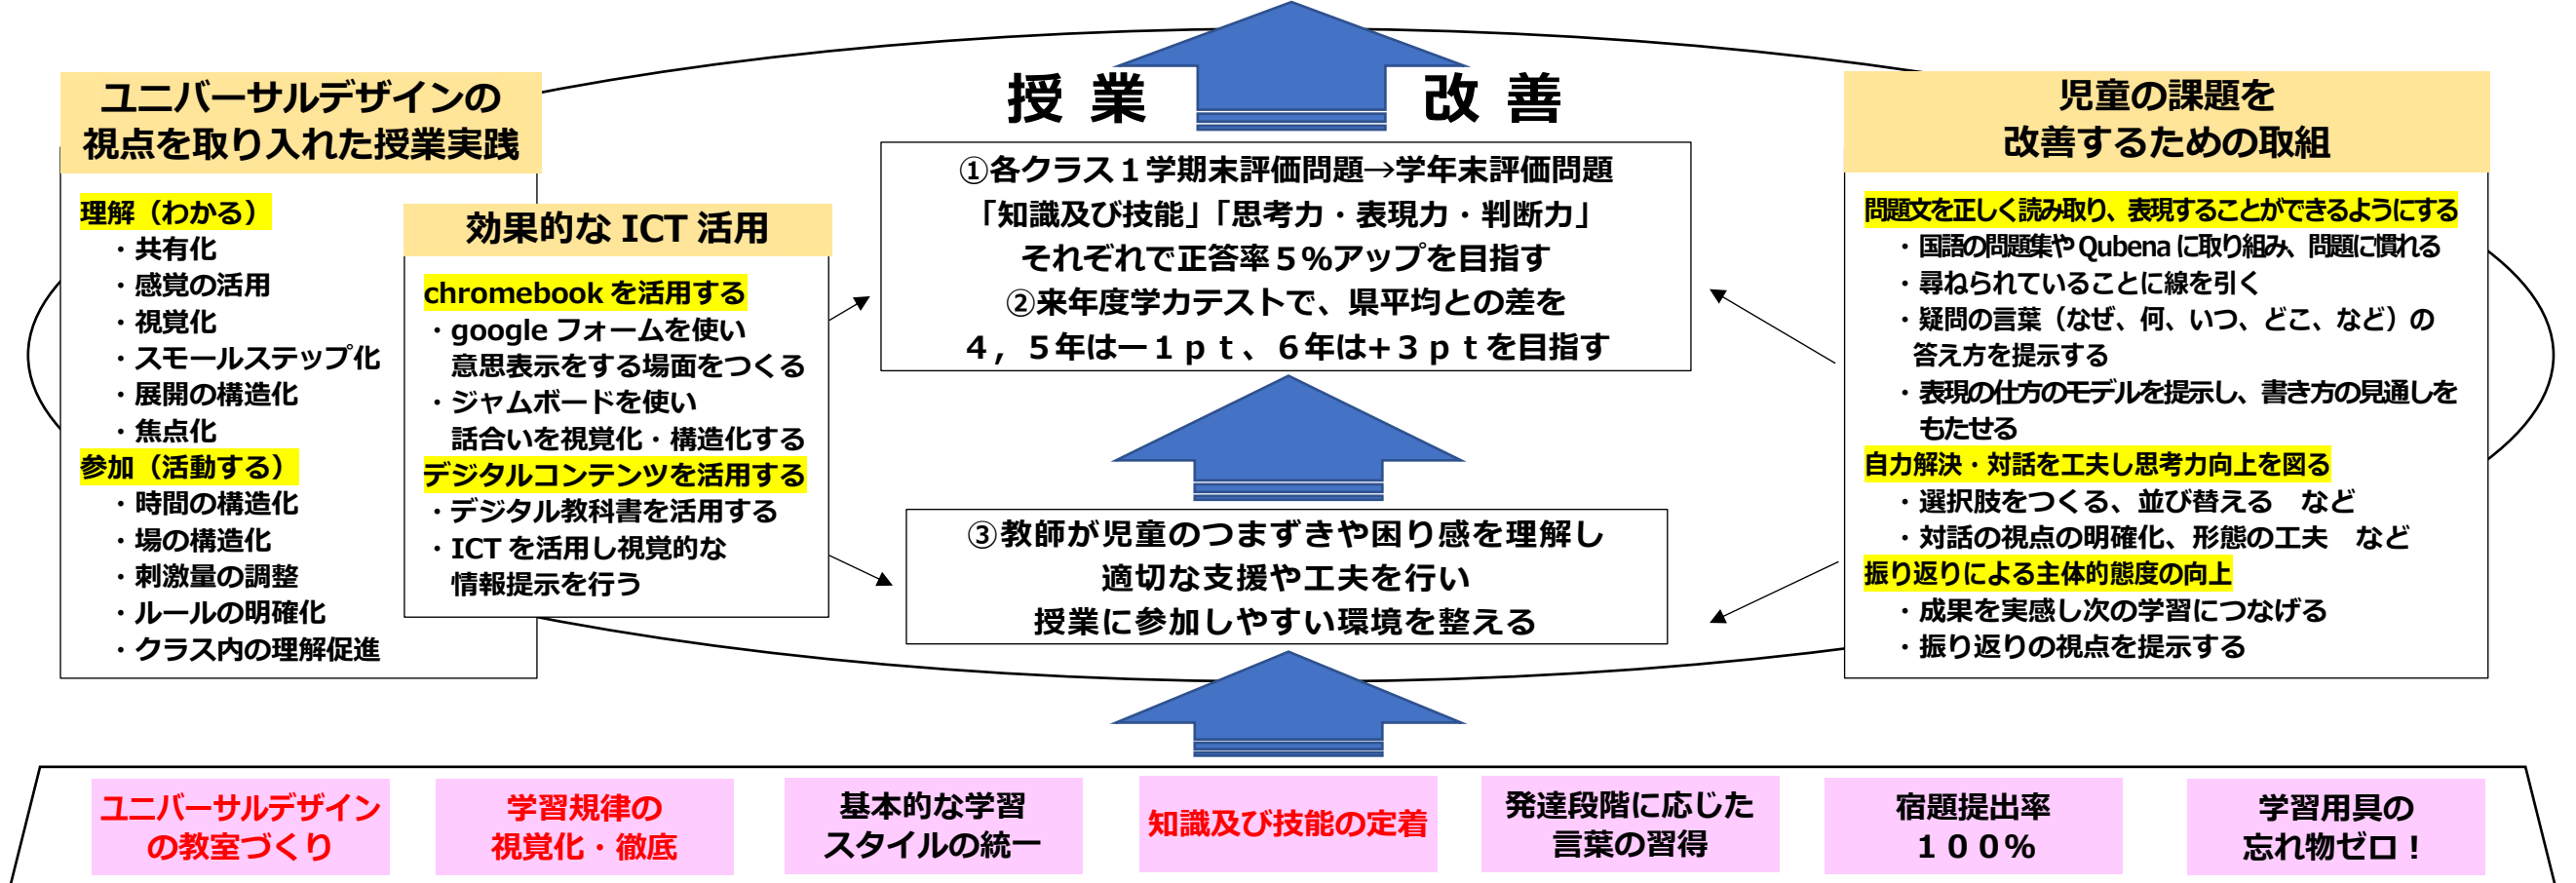 授業 改善
ユニバーサルデザインの
視点を取り入れた授業実践
理解（わかる）
・共有化
・感覚の活用
・視覚化
・スモールステップ化
・展開の構造化
・焦点化
参加（活動する）
・時間の構造化
・場の構造化
・刺激量の調整
・ルールの明確化
・クラス内の理解促進
効果的な ICT 活用
chromebook を活用する
・google フォームを使い
意思表示をする場面をつくる
・ジャムボードを使い
話合いを視覚化・構造化する
デジタルコンテンツを活用する
・デジタル教科書を活用する
・ICT を活用し視覚的な
情報提示を行う
①各クラス１学期末評価問題→学年末評価問題
「知識及び技能」「思考力・表現力・判断力」
それぞれで正答率５％アップを目指す
②来年度学力テストで、県平均との差を
４，５年はー１ｐｔ、６年は+３ｐｔを目指す
③教師が児童のつまずきや困り感を理解し
適切な支援や工夫を行い
授業に参加しやすい環境を整える
児童の課題を
改善するための取組
問題文を正しく読み取り、表現することができるようにする
・国語の問題集や Qubena に取り組み、問題に慣れる
・尋ねられていることに線を引く
・疑問の言葉（なぜ、何、いつ、どこ、など）の
答え方を提示する
・表現の仕方のモデルを提示し、書き方の見通しを
もたせる
自力解決・対話を工夫し思考力向上を図る
・選択肢をつくる、並び替える　など
・対話の視点の明確化、形態の工夫　など
振り返りによる主体的態度の向上
・成果を実感し次の学習につなげる
・振り返りの視点を提示する
ユニバーサルデザイン
の教室づくり
学習規律の
視覚化・徹底
基本的な学習
スタイルの統一
知識及び技能の定着
発達段階に応じた
言葉の習得
宿題提出率
１００％
学習用具の
忘れ物ゼロ！